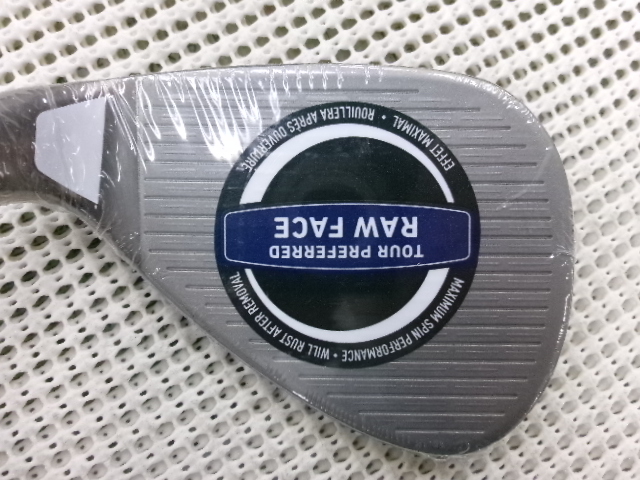 MAXIMUM SPIN PERFORMANCE • WILL RUST AFTER REMOVAL
TOUR PREFERRED
RAW FACE
EFFET MAXIMAL • ROUILLERA APRÈS OUVERTURE